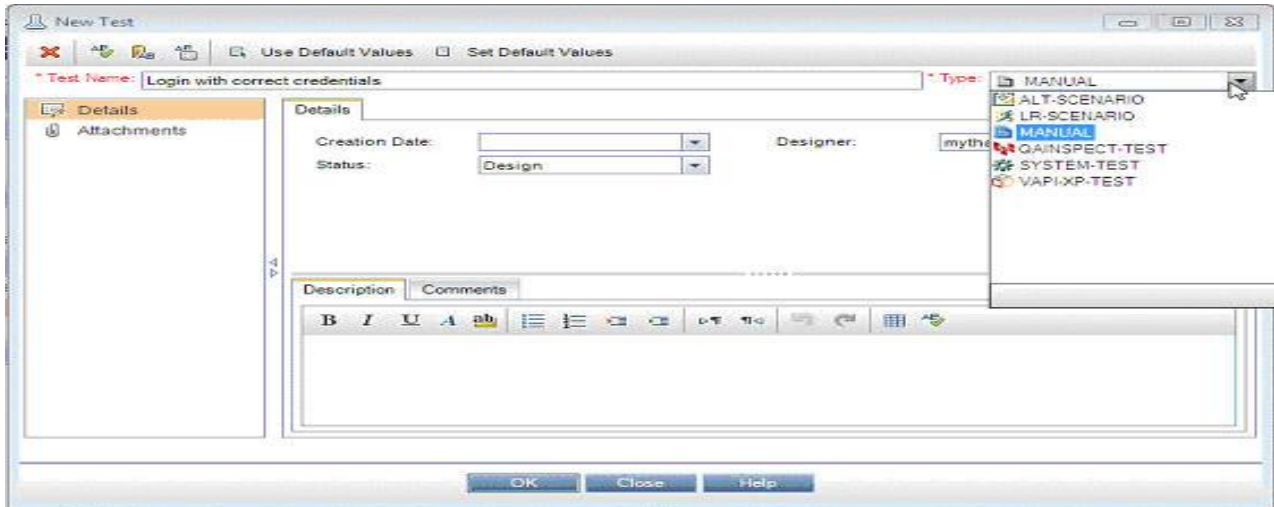 New Test
Use Default Values Set Default Values
* Test Name: Login with correct credentials * Type: MANUAL
ALT-SCENARIO
LR-SCENARIO
MANUAL
QAINSPECT-TEST
SYSTEM-TEST
VAPI-XP-TEST
Details
Attachments
Details
Creation Date: Designer:
Status: Design
Description Comments
B I U A ab
OK Close Help